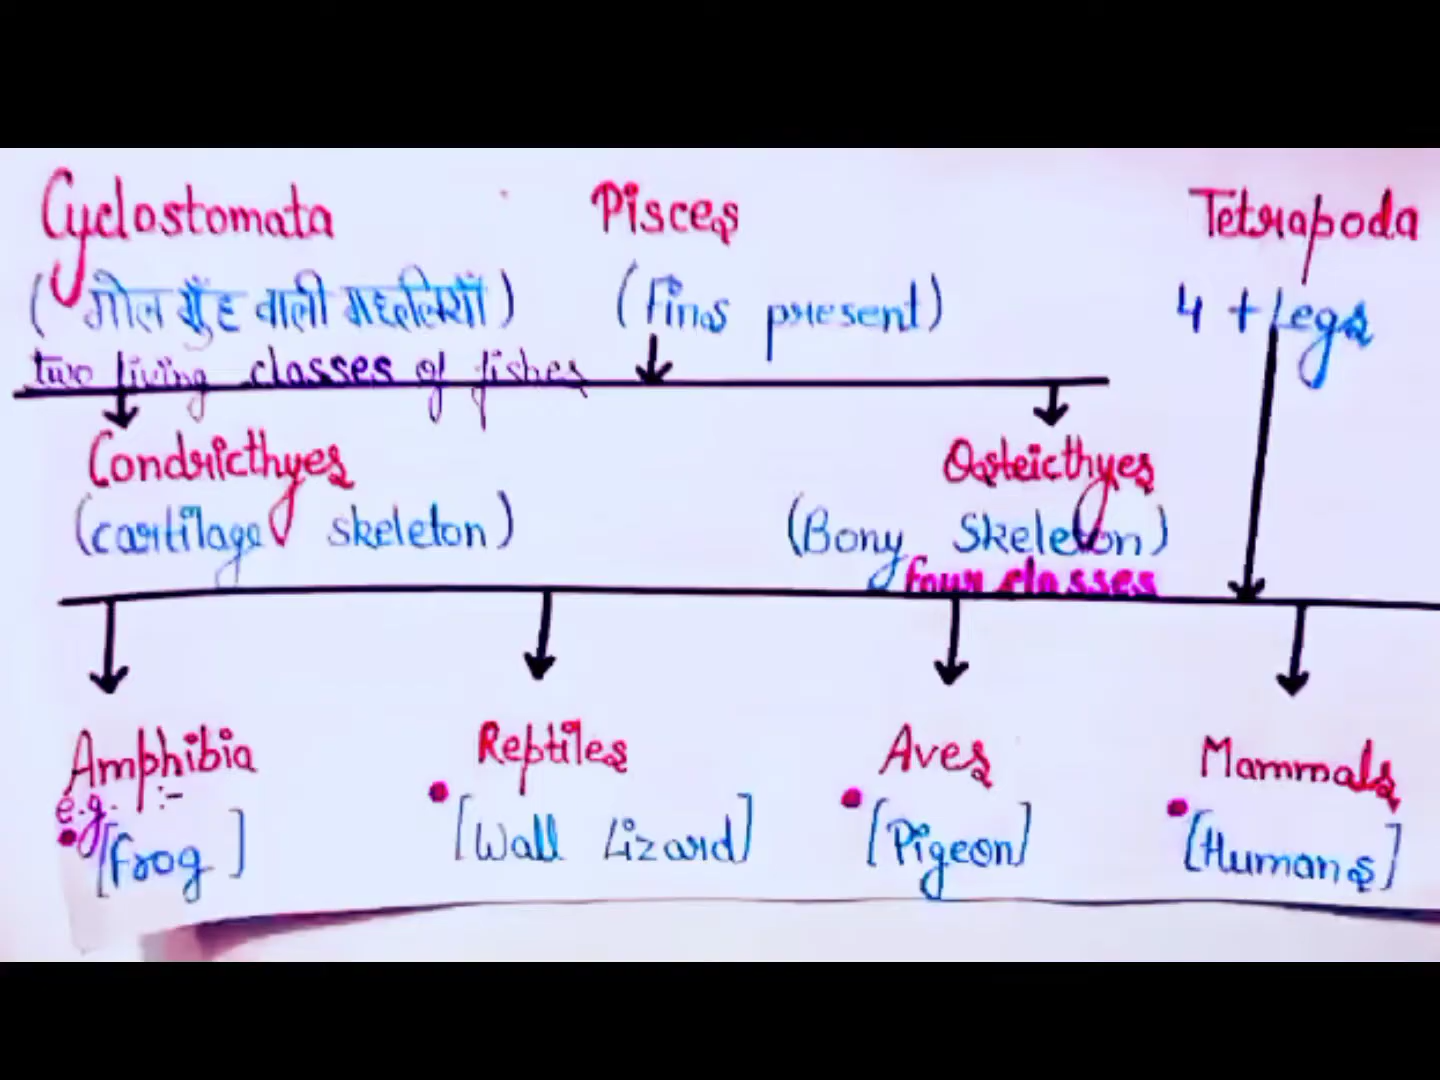 Cyclostomata Pisces Tetrapoda
(गोल मुँह वाली मछलियाँ) (Fins present) 4 + legs
two living classes of fishes
Condricthyes Osteicthyes
(cartilage skeleton) (Bony Skeleton)
four classes
Amphibia Reptiles Aves Mammals
e.g. :-
[Frog] [Wall Lizard] [Pigeon] [Humans]